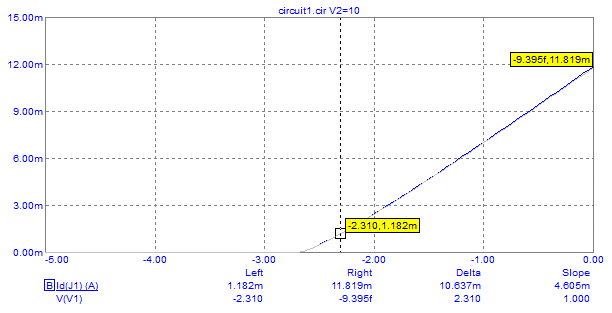 circuit1.cir V2=10
15.00m
12.00m
-9.395f,11.819m
9.00m
6.00m
3.00m
-2.310,1.182m
0.00m
-5.00 -4.00 -3.00 -2.00 -1.00 0.00
Left Right Delta Slope
B Id(J1) (A) 1.182m 11.819m 10.637m 4.605m
V(V1) -2.310 -9.395f 2.310 1.000